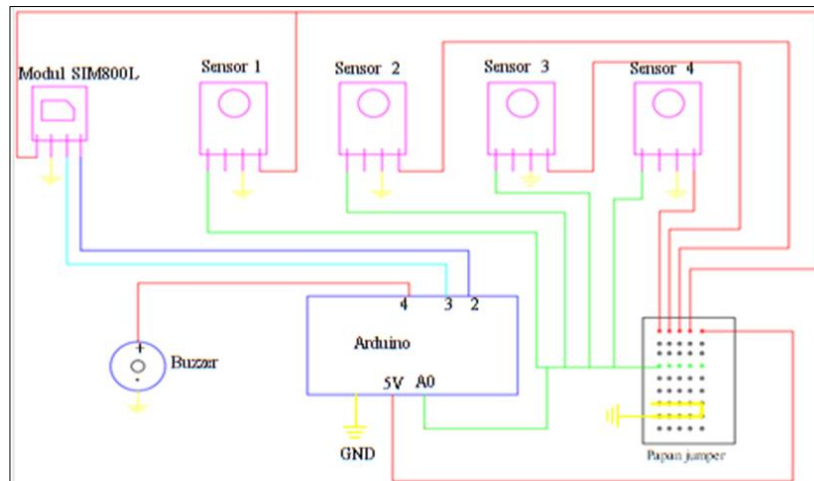 Modul SIM800L
Sensor 1
Sensor 2
Sensor 3
Sensor 4
4 3 2
Arduino
5V A0
GND
+
-
Buzzer
Papan jumper